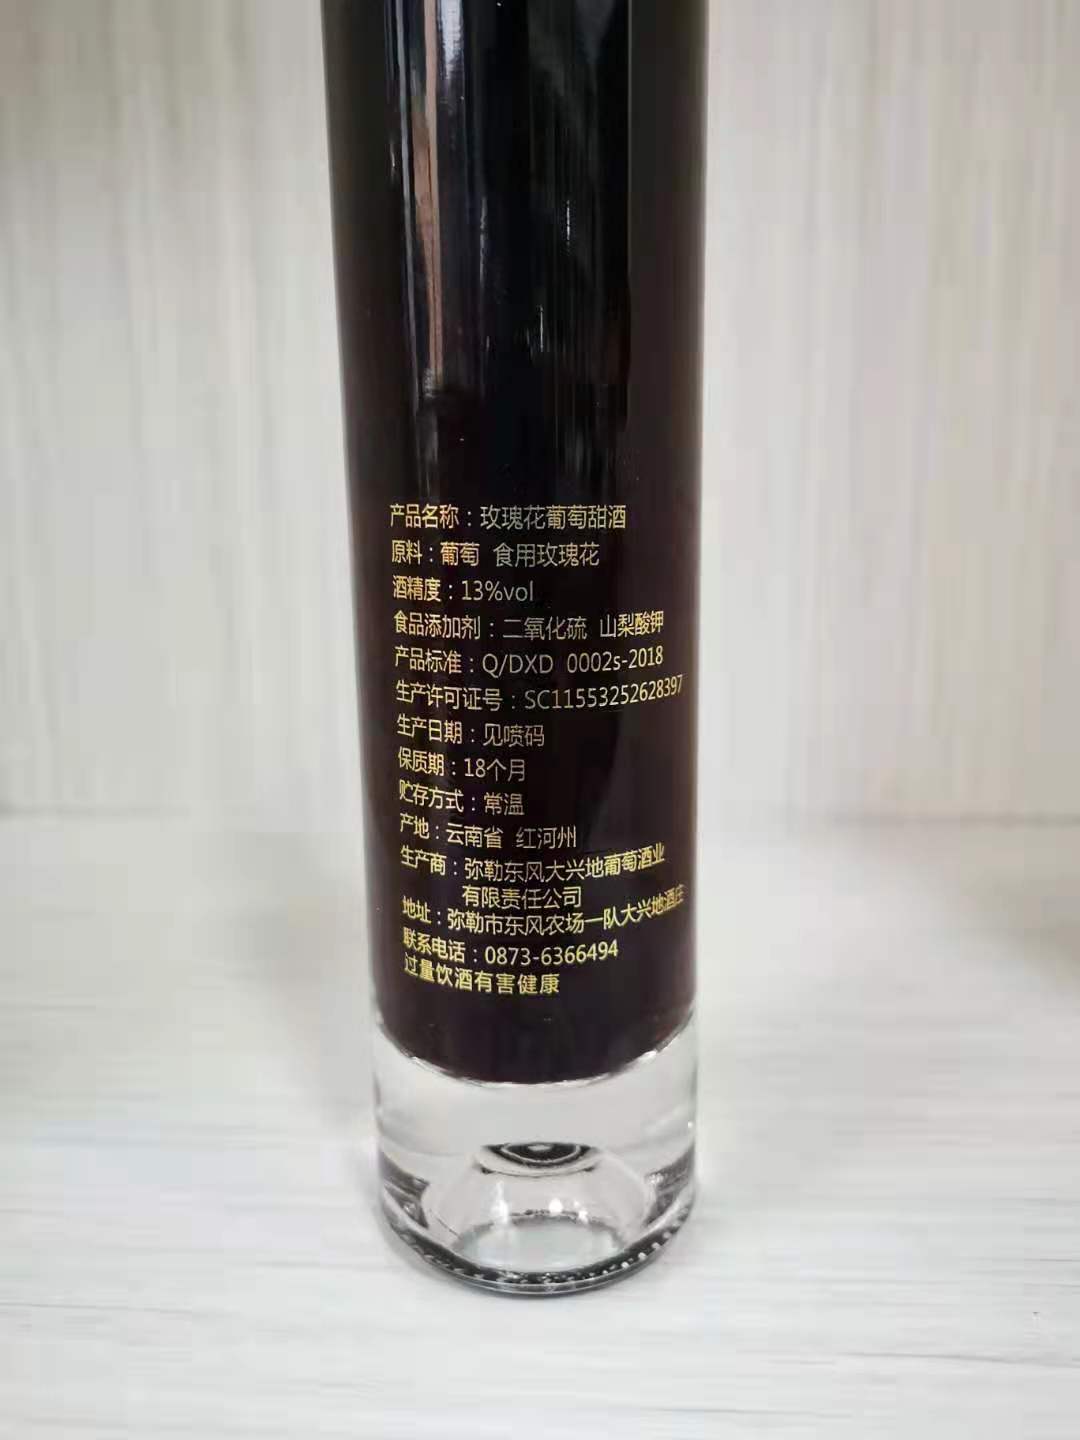 产品名称：玫瑰花葡萄甜酒
原料：葡萄 食用玫瑰花
酒精度：13%vol
食品添加剂：二氧化硫 山梨酸钾
产品标准：Q/DXD 0002s-2018
生产许可证号：SC11553252628397
生产日期：见喷码
保质期：18个月
贮存方式：常温
产地：云南省 红河州
生产商：弥勒东风大兴地葡萄酒业
有限责任公司
地址：弥勒市东风农场一队大兴地酒庄
联系电话：0873-6366494
过量饮酒有害健康